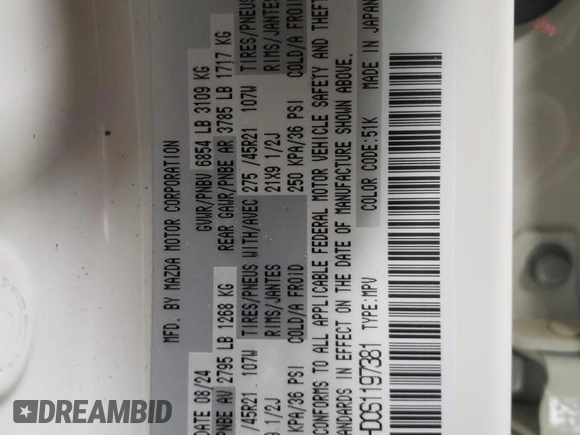 MFD. BY MAZDA MOTOR CORPORATION
DATE 08/24 GVWR/PNBV 6854 LB 3109 KG
PNBE AV 2795 LB 1268 KG REAR GAWR/PNBE AR 3785 LB 1717 KG
/45R21 107W TIRES/PNEUS WITH/AVEC 275 /45R21 107W TIRES/PNEUS
9 1/2J RIMS/JANTES 21X9 1/2J RIMS/JANTES
KPA/36 PSI COLD/A FROID 250 KPA/36 PSI COLD/A FROID
CONFORMS TO ALL APPLICABLE FEDERAL MOTOR VEHICLE SAFETY AND THEFT
STANDARDS IN EFFECT ON THE DATE OF MANUFACTURE SHOWN ABOVE.
HDC6S1197381 TYPE: MPV COLOR CODE: 51K MADE IN JAPAN
DREDCMSBID